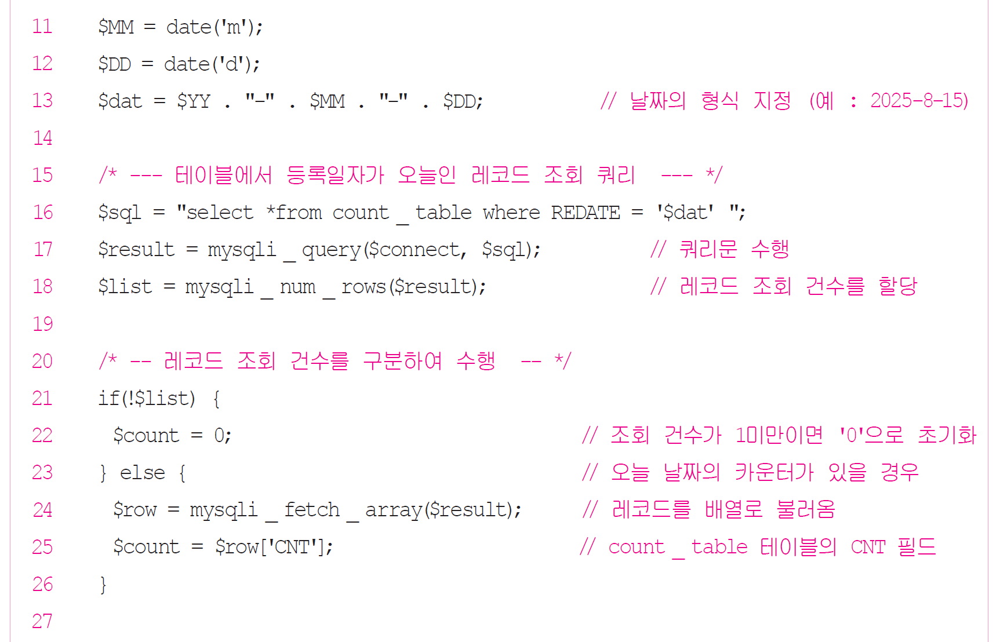 11 $MM = date('m');
12 $DD = date('d');
13 $dat = $YY . "-" . $MM . "-" . $DD; // 날짜의 형식 지정 (예 : 2025-8-15)
14
15 /* --- 테이블에서 등록일자가 오늘인 레코드 조회 쿼리 --- */
16 $sql = "select *from count_table where REDATE = '$dat' ";
17 $result = mysqli_query($connect, $sql); // 쿼리문 수행
18 $list = mysqli_num_rows($result); // 레코드 조회 건수를 할당
19
20 /* -- 레코드 조회 건수를 구분하여 수행 -- */
21 if(!$list) {
22 $count = 0; // 조회 건수가 1미만이면 '0'으로 초기화
23 } else { // 오늘 날짜의 카운터가 있을 경우
24 $row = mysqli_fetch_array($result); // 레코드를 배열로 불러옴
25 $count = $row['CNT']; // count_table 테이블의 CNT 필드
26 }
27